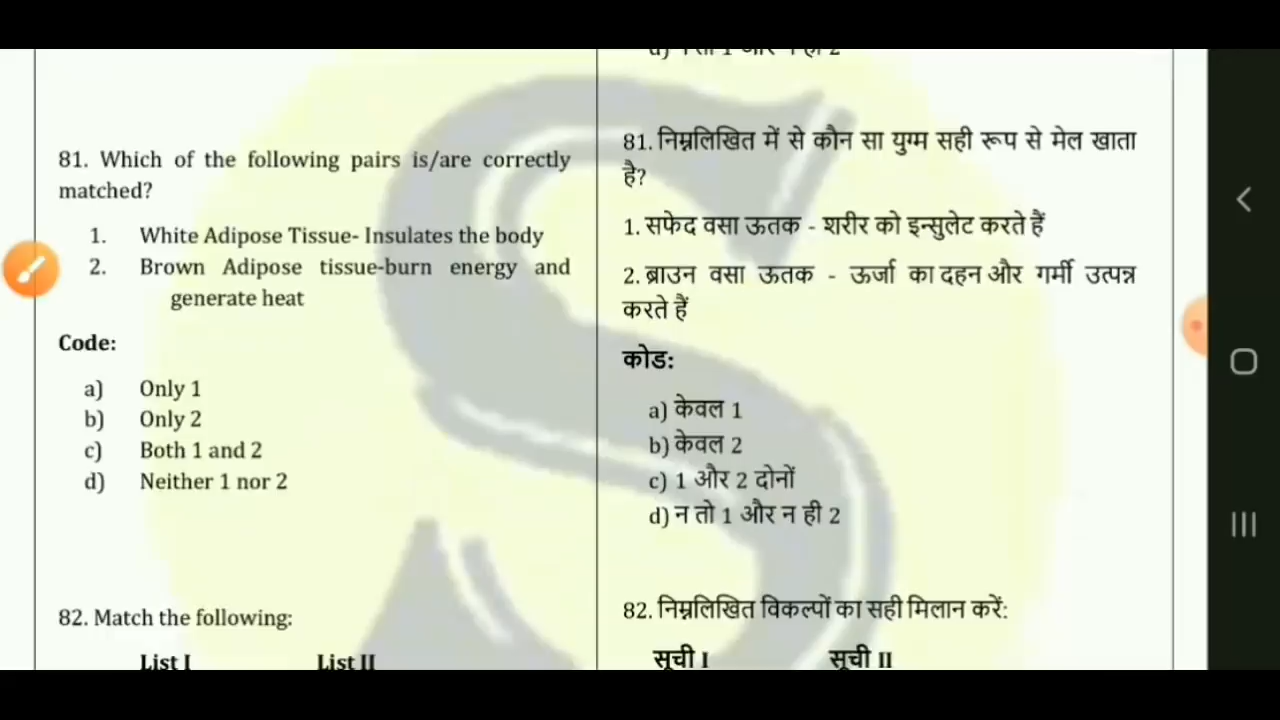 81. Which of the following pairs is/are correctly
matched?
1. White Adipose Tissue- Insulates the body
2. Brown Adipose tissue-burn energy and
generate heat
Code:
a) Only 1
b) Only 2
c) Both 1 and 2
d) Neither 1 nor 2
82. Match the following:
List I List II
d) न तो 1 और न ही 2
81. निम्नलिखित में से कौन सा युग्म सही रूप से मेल खाता
है?
1. सफेद वसा ऊतक - शरीर को इन्सुलेट करते हैं
2. ब्राउन वसा ऊतक - ऊर्जा का दहन और गर्मी उत्पन्न
करते हैं
कोड:
a) केवल 1
b) केवल 2
c) 1 और 2 दोनों
d) न तो 1 और न ही 2
82. निम्नलिखित विकल्पों का सही मिलान करें:
सूची I सूची II